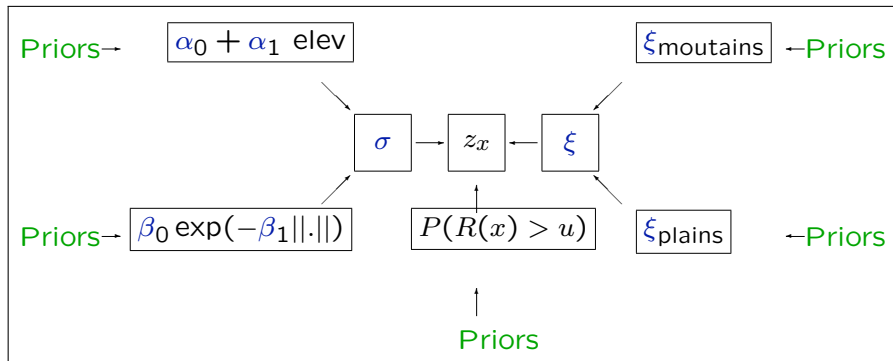 Priors α₀ + α₁ elev ξmoutains Priors
σ zₓ ξ
Priors β₀ exp(−β₁||.||) P(R(x) > u) ξplains Priors
Priors